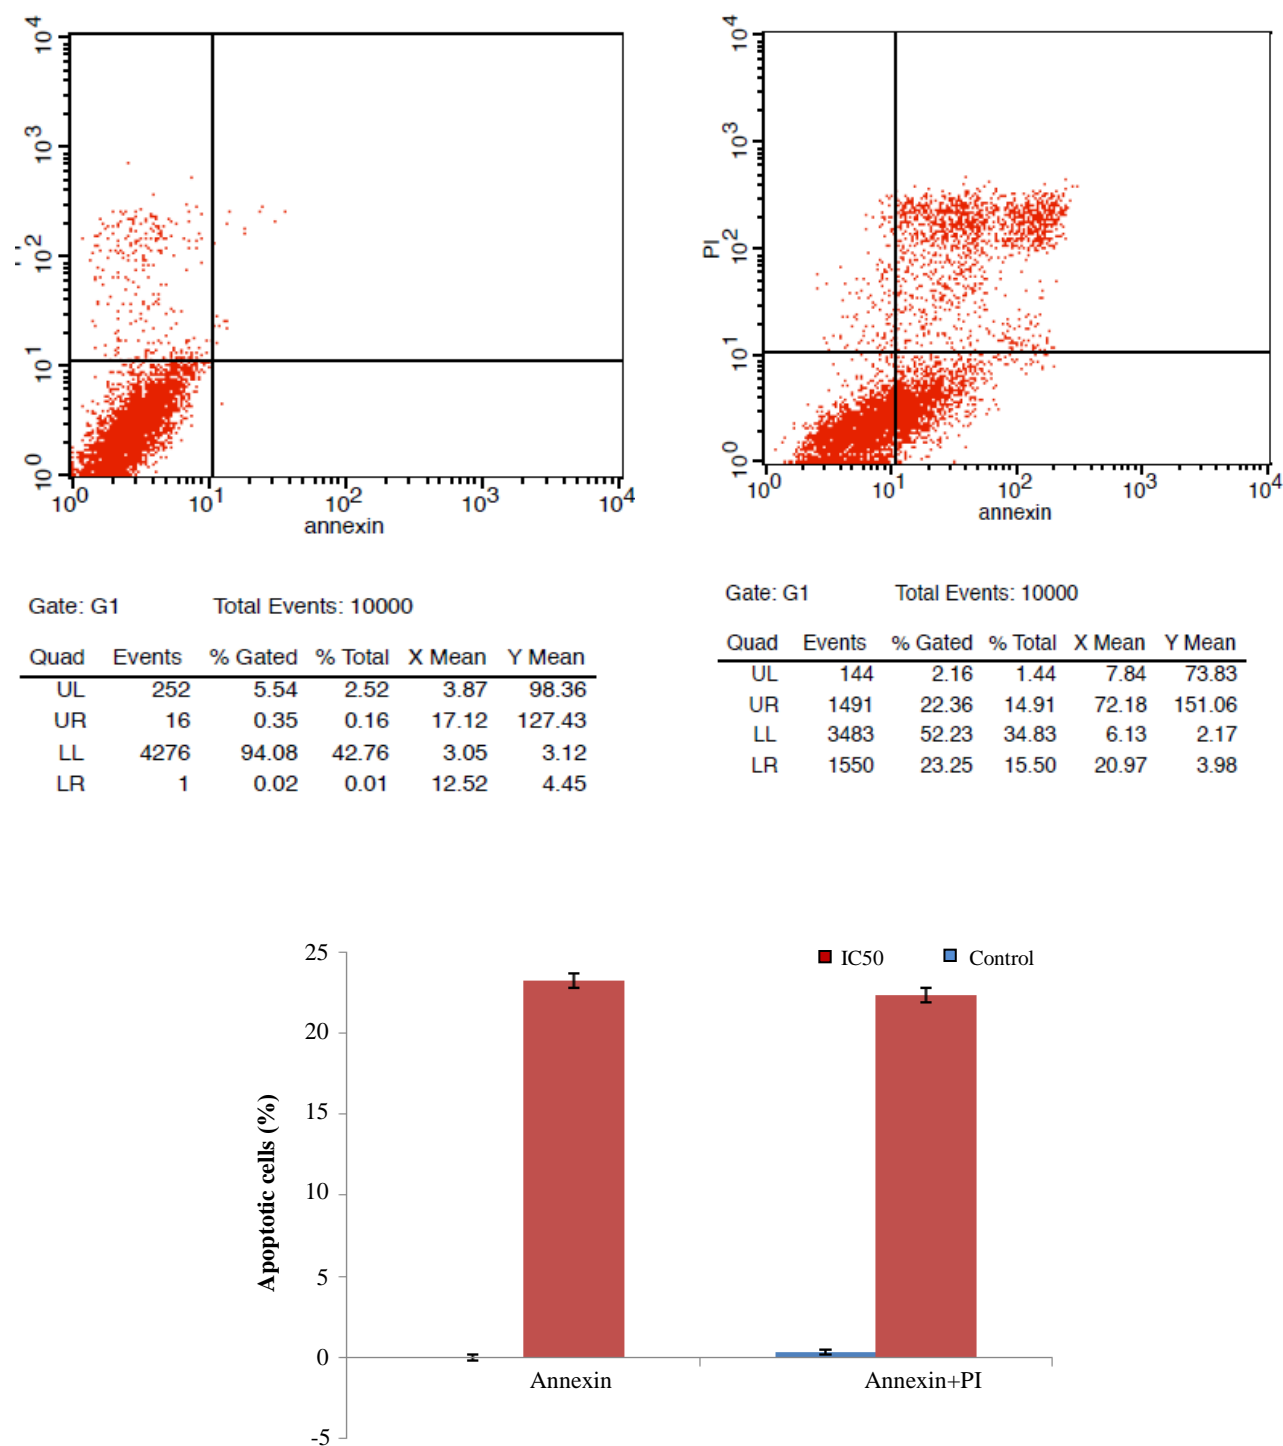 10^4
10^3
10^2
10^1
10^0
10^0 10^1 10^2 10^3 10^4
annexin
Gate: G1 Total Events: 10000
Quad Events % Gated % Total X Mean Y Mean
UL 252 5.54 2.52 3.87 98.36
UR 16 0.35 0.16 17.12 127.43
LL 4276 94.08 42.76 3.05 3.12
LR 1 0.02 0.01 12.52 4.45
10^4
10^3
10^2
10^1
10^0
PI
10^0 10^1 10^2 10^3 10^4
annexin
Gate: G1 Total Events: 10000
Quad Events % Gated % Total X Mean Y Mean
UL 144 2.16 1.44 7.84 73.83
UR 1491 22.36 14.91 72.18 151.06
LL 3483 52.23 34.83 6.13 2.17
LR 1550 23.25 15.50 20.97 3.98
IC50 Control
Apoptotic cells (%)
25
20
15
10
5
0
-5
Annexin Annexin+PI